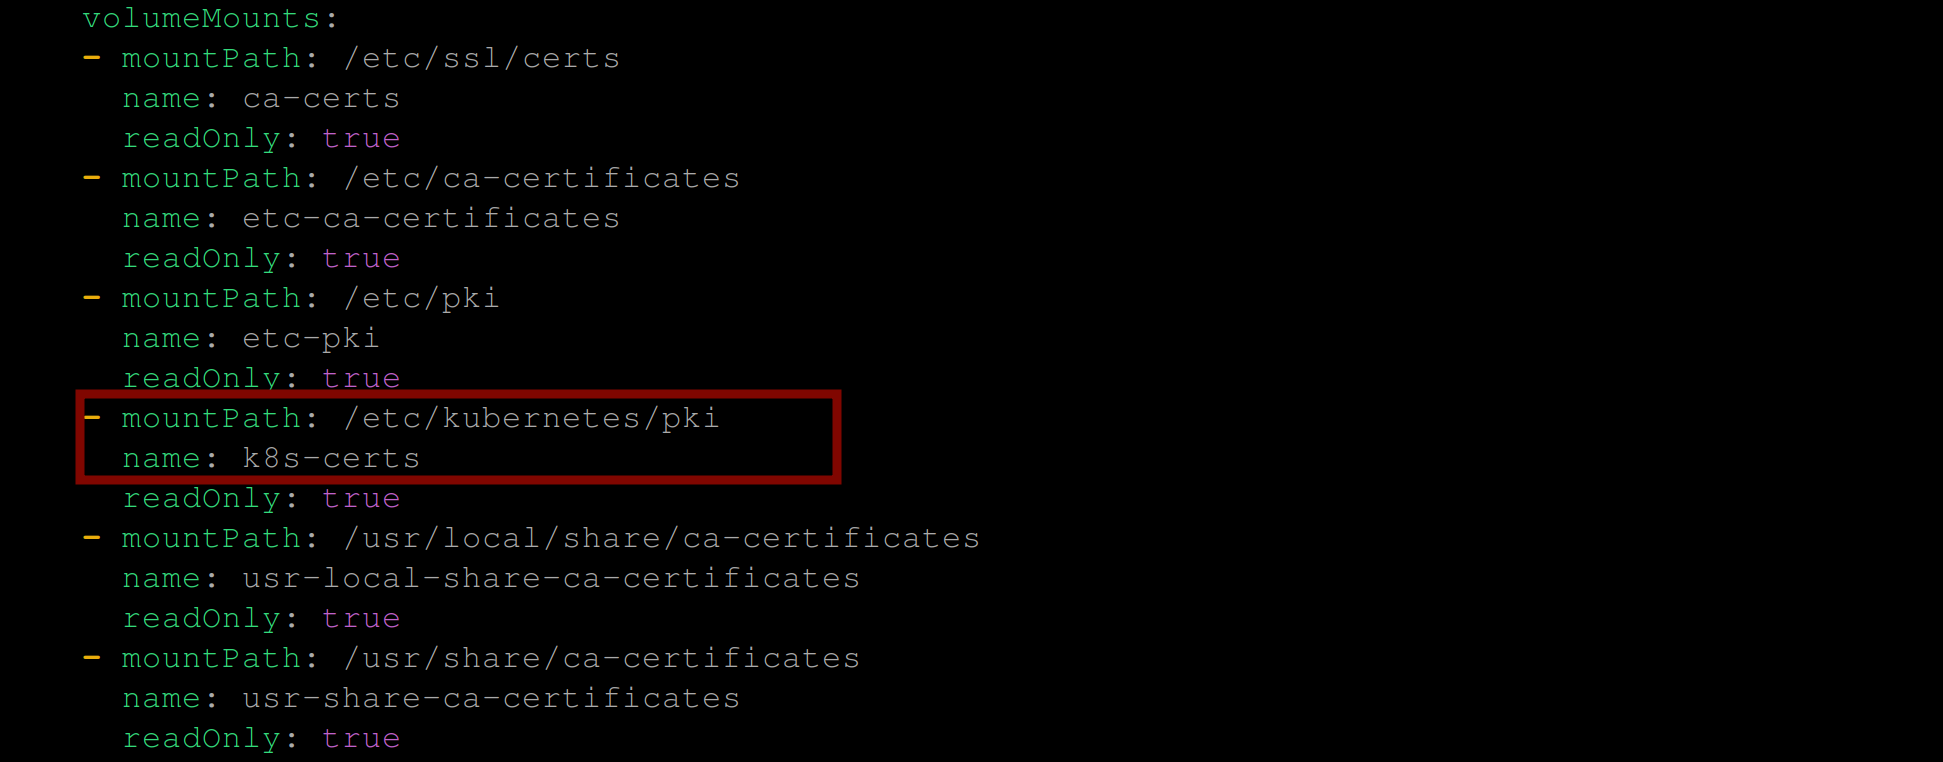 volumeMounts:
- mountPath: /etc/ssl/certs
  name: ca-certs
  readOnly: true
- mountPath: /etc/ca-certificates
  name: etc-ca-certificates
  readOnly: true
- mountPath: /etc/pki
  name: etc-pki
  readOnly: true
- mountPath: /etc/kubernetes/pki
  name: k8s-certs
  readOnly: true
- mountPath: /usr/local/share/ca-certificates
  name: usr-local-share-ca-certificates
  readOnly: true
- mountPath: /usr/share/ca-certificates
  name: usr-share-ca-certificates
  readOnly: true